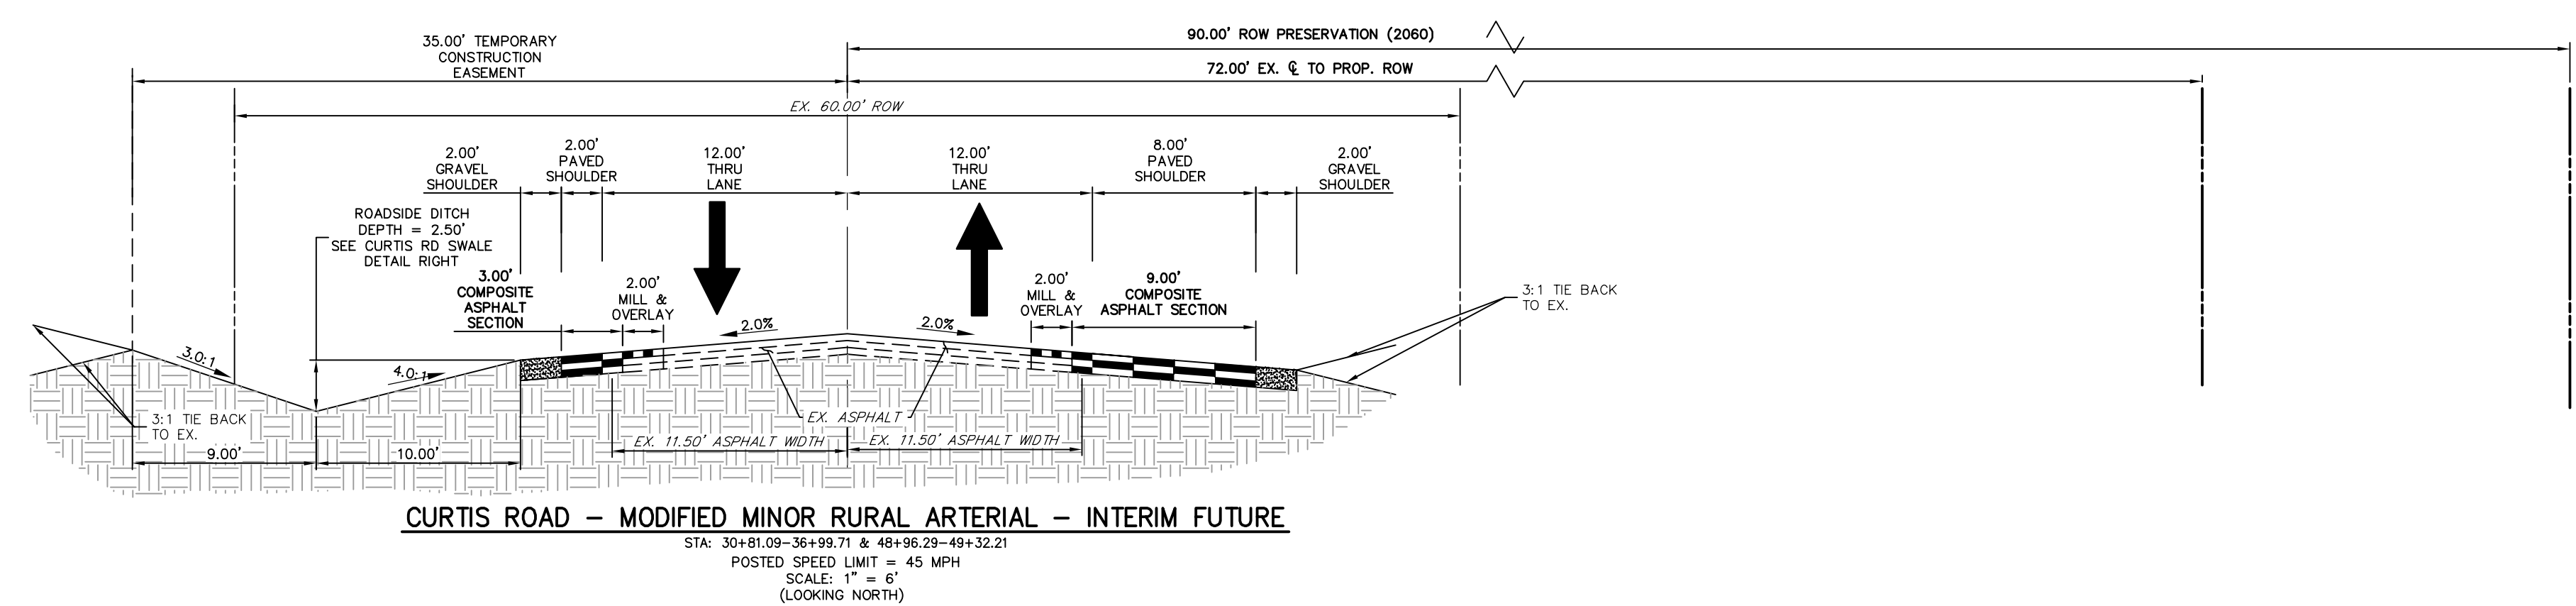 90.00' ROW PRESERVATION (2060)
35.00' TEMPORARY
CONSTRUCTION
EASEMENT
72.00' EX. ℄ TO PROP. ROW
EX. 60.00' ROW
2.00'
GRAVEL
SHOULDER
2.00'
PAVED
SHOULDER
12.00'
THRU
LANE
12.00'
THRU
LANE
8.00'
PAVED
SHOULDER
2.00'
GRAVEL
SHOULDER
ROADSIDE DITCH
DEPTH = 2.50'
SEE CURTIS RD SWALE
DETAIL RIGHT
3.00'
COMPOSITE
ASPHALT
SECTION
2.00'
MILL &
OVERLAY
2.00'
MILL &
OVERLAY
9.00'
COMPOSITE
ASPHALT SECTION
3:1 TIE BACK
TO EX.
2.0%
2.0%
3.0:1
4.0:1
3:1 TIE BACK
TO EX.
EX. ASPHALT
EX. 11.50' ASPHALT WIDTH
EX. 11.50' ASPHALT WIDTH
9.00'
10.00'
CURTIS ROAD – MODIFIED MINOR RURAL ARTERIAL – INTERIM FUTURE
STA: 30+81.09-36+99.71 & 48+96.29-49+32.21
POSTED SPEED LIMIT = 45 MPH
SCALE: 1" = 6'
(LOOKING NORTH)